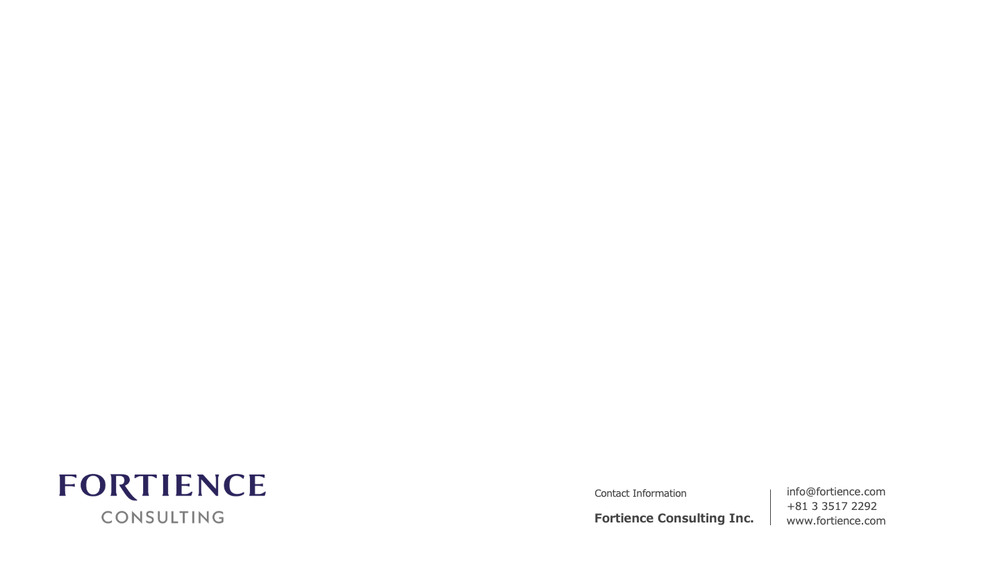 FORTIENCE
CONSULTING
Contact Information
Fortience Consulting Inc.
info@fortience.com
+81 3 3517 2292
www.fortience.com